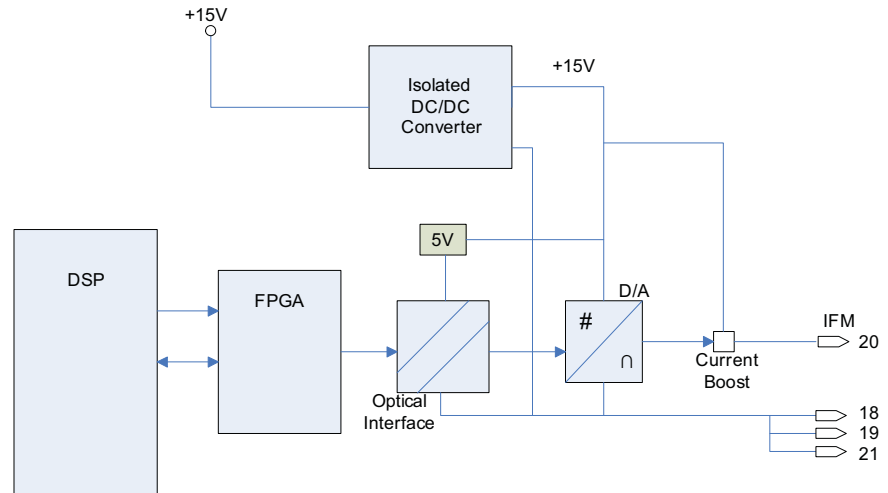 +15V
Isolated
DC/DC
Converter
+15V
5V
DSP
FPGA
D/A
#
∩
IFM
20
Current
Boost
Optical
Interface
18
19
21